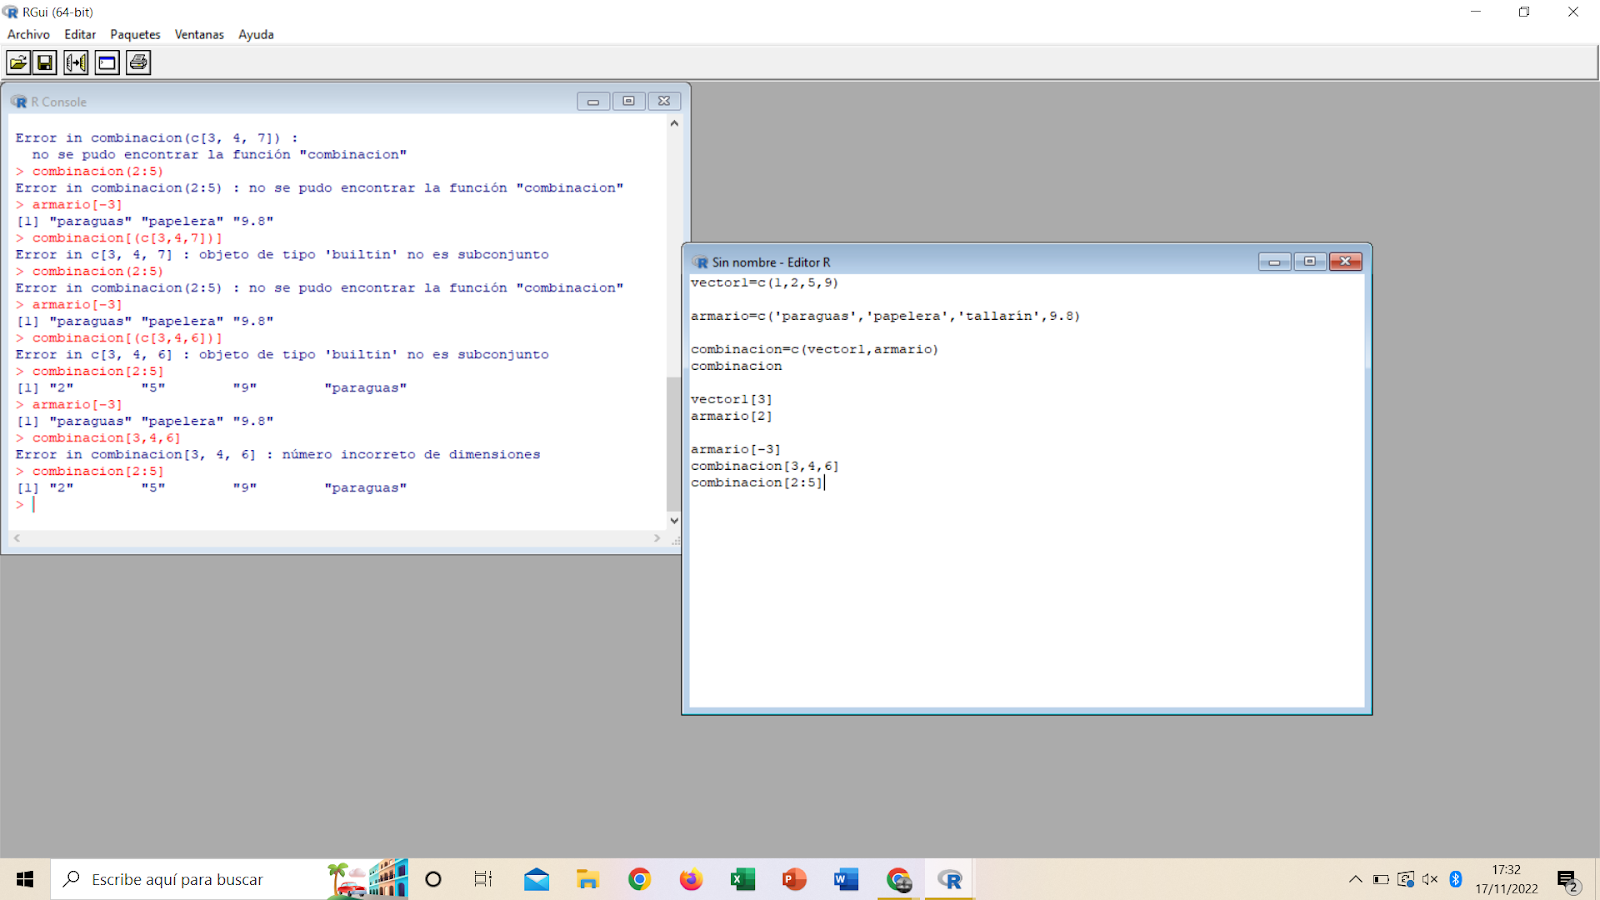 RGui (64-bit)
Archivo Editar Paquetes Ventanas Ayuda
R Console
Error in combinacion(c[3, 4, 7]) :
no se pudo encontrar la función "combinacion"
> combinacion(2:5)
Error in combinacion(2:5) : no se pudo encontrar la función "combinacion"
> armario[-3]
[1] "paraguas" "papelera" "9.8"
> combinacion[(c[3,4,7])]
Error in c[3, 4, 7] : objeto de tipo 'builtin' no es subconjunto
> combinacion(2:5)
Error in combinacion(2:5) : no se pudo encontrar la función "combinacion"
> armario[-3]
[1] "paraguas" "papelera" "9.8"
> combinacion[(c[3,4,6])]
Error in c[3, 4, 6] : objeto de tipo 'builtin' no es subconjunto
> combinacion[2:5]
[1] "2" "5" "9" "paraguas"
> armario[-3]
[1] "paraguas" "papelera" "9.8"
> combinacion[3,4,6]
Error in combinacion[3, 4, 6] : número incorreto de dimensiones
> combinacion[2:5]
[1] "2" "5" "9" "paraguas"
>
Sin nombre - Editor R
vector1=c(1,2,5,9)
armario=c('paraguas','papelera','tallarín',9.8)
combinacion=c(vector1,armario)
combinacion
vector1[3]
armario[2]
armario[-3]
combinacion[3,4,6]
combinacion[2:5]
Escribe aquí para buscar
17:32
17/11/2022
2